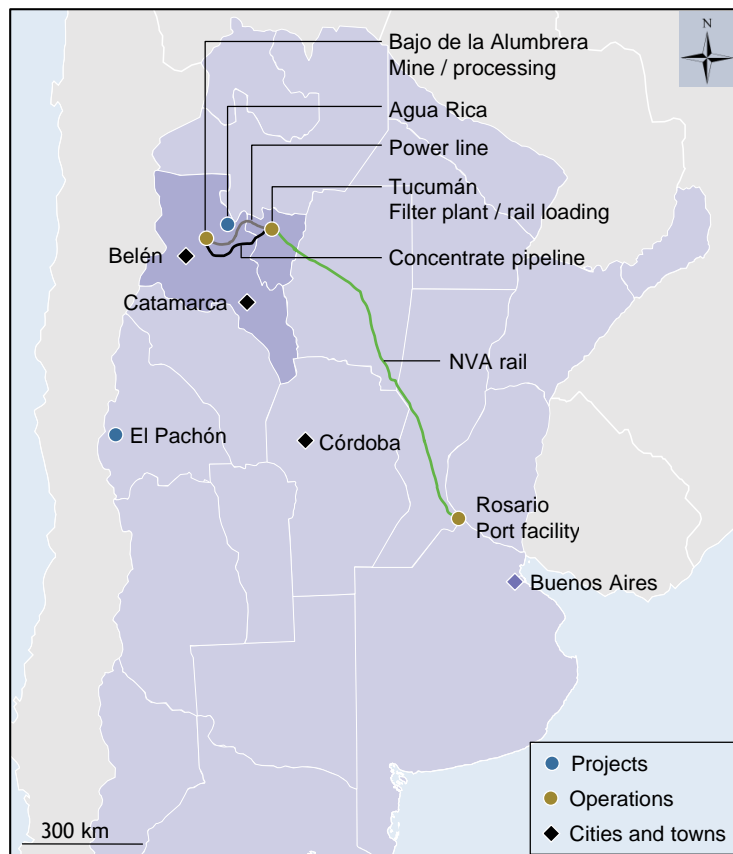 N
Bajo de la Alumbrera
Mine / processing
Agua Rica
Power line
Tucumán
Filter plant / rail loading
Belén
Concentrate pipeline
Catamarca
NVA rail
El Pachón
Córdoba
Rosario
Port facility
Buenos Aires
Projects
Operations
Cities and towns
300 km